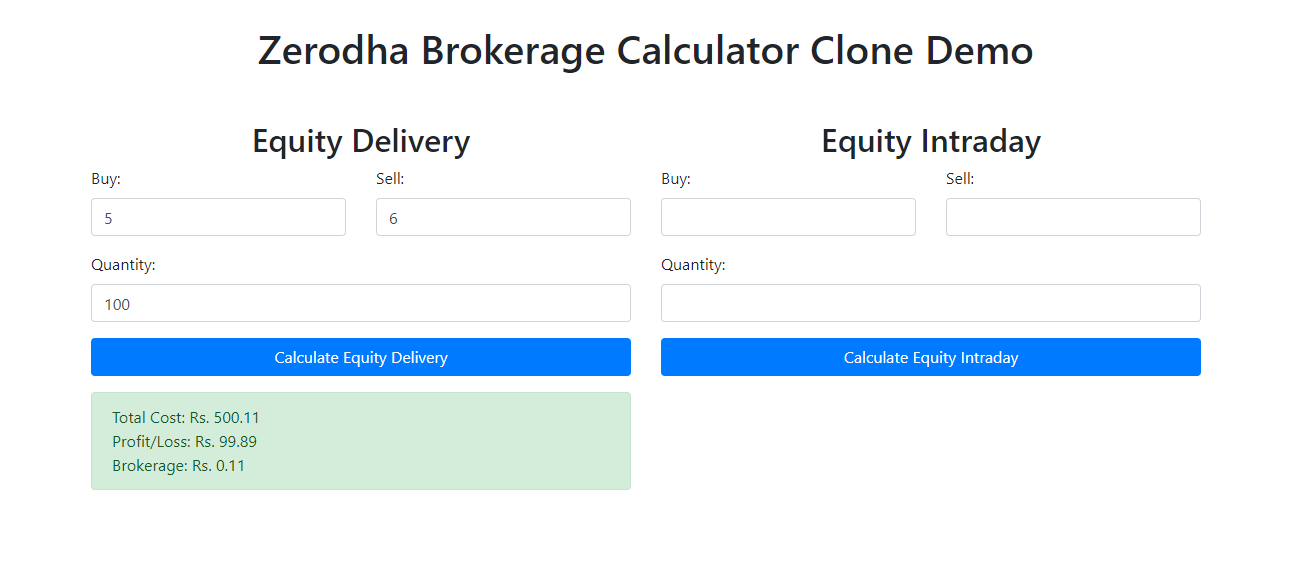 Zerodha Brokerage Calculator Clone Demo
Equity Delivery
Buy:
Sell:
5
6
Quantity:
100
Calculate Equity Delivery
Total Cost: Rs. 500.11
Profit/Loss: Rs. 99.89
Brokerage: Rs. 0.11
Equity Intraday
Buy:
Sell:
Quantity:
Calculate Equity Intraday